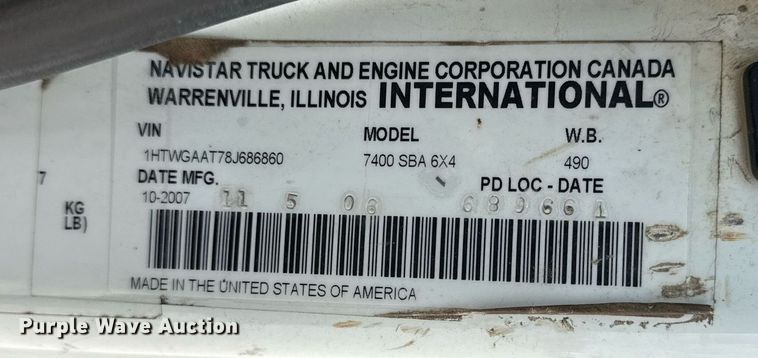 NAVISTAR TRUCK AND ENGINE CORPORATION CANADA
WARRENVILLE, ILLINOIS INTERNATIONAL®
VIN MODEL W.B.
1HTWGAAT78J686860 7400 SBA 6X4 490
DATE MFG. PD LOC - DATE
10-2007 11 5 06 689661
7
KG
LB)
MADE IN THE UNITED STATES OF AMERICA
Purple Wave Auction